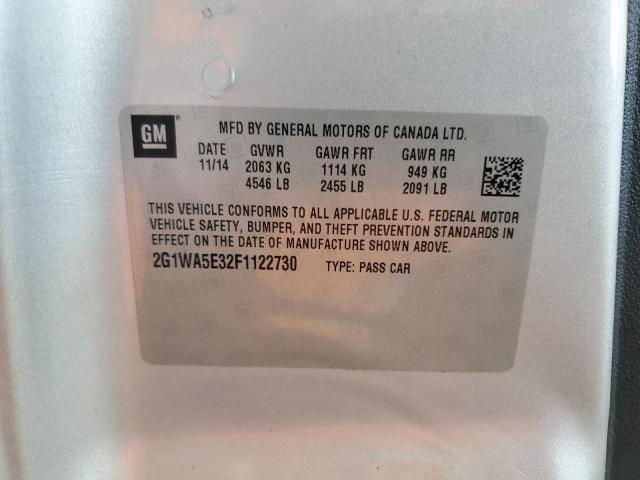 GM
MFD BY GENERAL MOTORS OF CANADA LTD.
DATE GVWR GAWR FRT GAWR RR
11/14 2063 KG 1114 KG 949 KG
4546 LB 2455 LB 2091 LB
THIS VEHICLE CONFORMS TO ALL APPLICABLE U.S. FEDERAL MOTOR
VEHICLE SAFETY, BUMPER, AND THEFT PREVENTION STANDARDS IN
EFFECT ON THE DATE OF MANUFACTURE SHOWN ABOVE.
2G1WA5E32F1122730 TYPE: PASS CAR